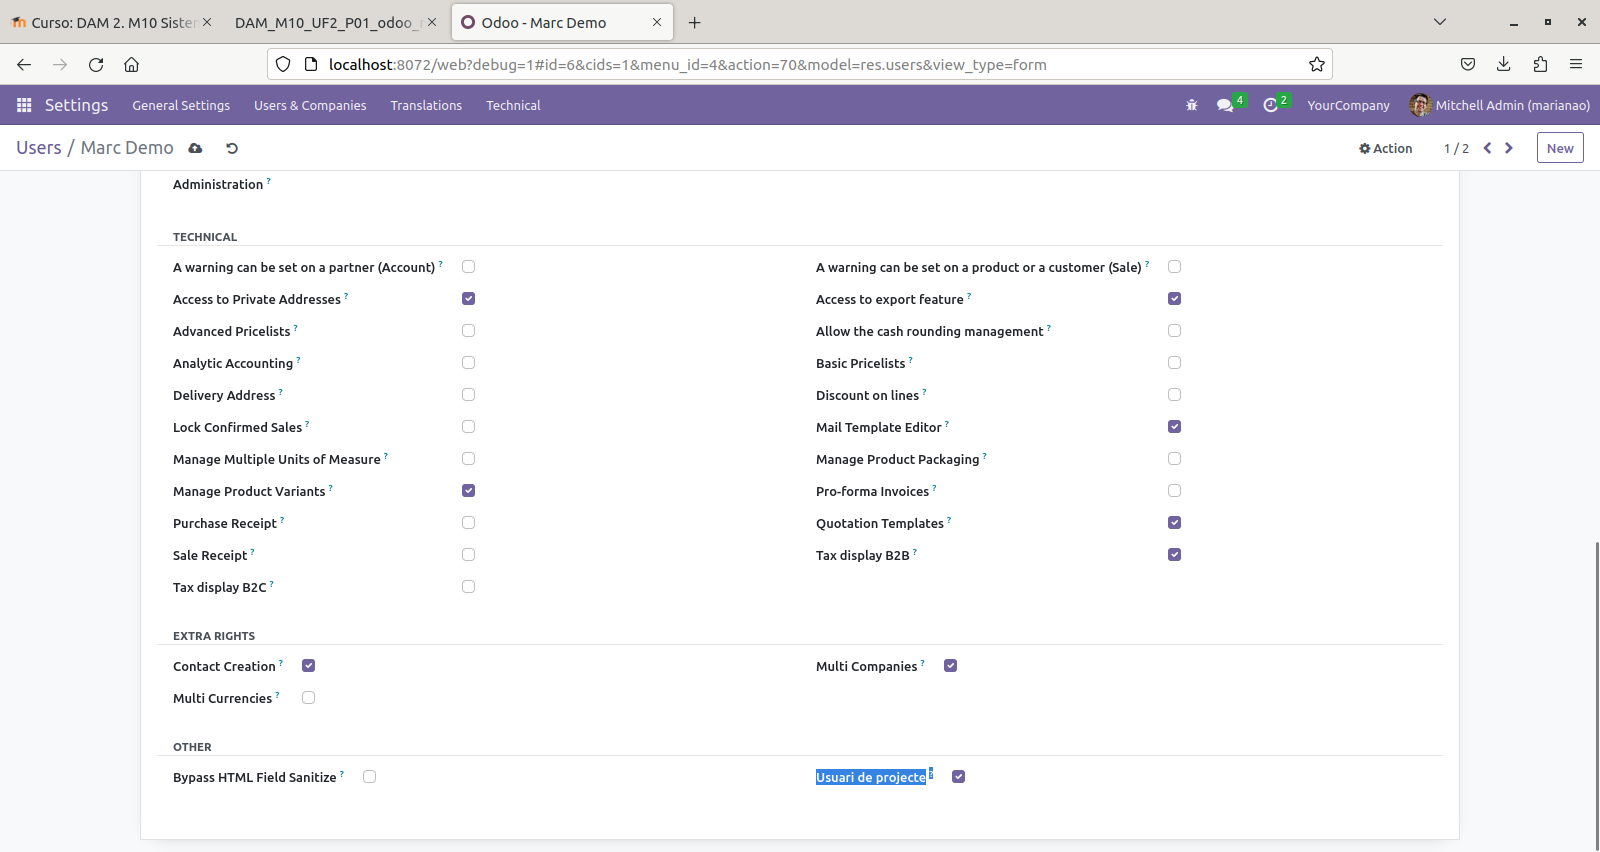 Curso: DAM 2. M10 Sister
DAM_M10_UF2_P01_odoo_
Odoo - Marc Demo
localhost:8072/web?debug=1#id=6&cids=1&menu_id=4&action=70&model=res.users&view_type=form
Settings General Settings Users & Companies Translations Technical 4 2 YourCompany Mitchell Admin (marianao)
Users / Marc Demo Action 1 / 2 New
Administration ?
TECHNICAL
A warning can be set on a partner (Account) ? A warning can be set on a product or a customer (Sale) ?
Access to Private Addresses ? Access to export feature ?
Advanced Pricelists ? Allow the cash rounding management ?
Analytic Accounting ? Basic Pricelists ?
Delivery Address ? Discount on lines ?
Lock Confirmed Sales ? Mail Template Editor ?
Manage Multiple Units of Measure ? Manage Product Packaging ?
Manage Product Variants ? Pro-forma Invoices ?
Purchase Receipt ? Quotation Templates ?
Sale Receipt ? Tax display B2B ?
Tax display B2C ?
EXTRA RIGHTS
Contact Creation ? Multi Companies ?
Multi Currencies ?
OTHER
Bypass HTML Field Sanitize ? Usuari de projecte ?